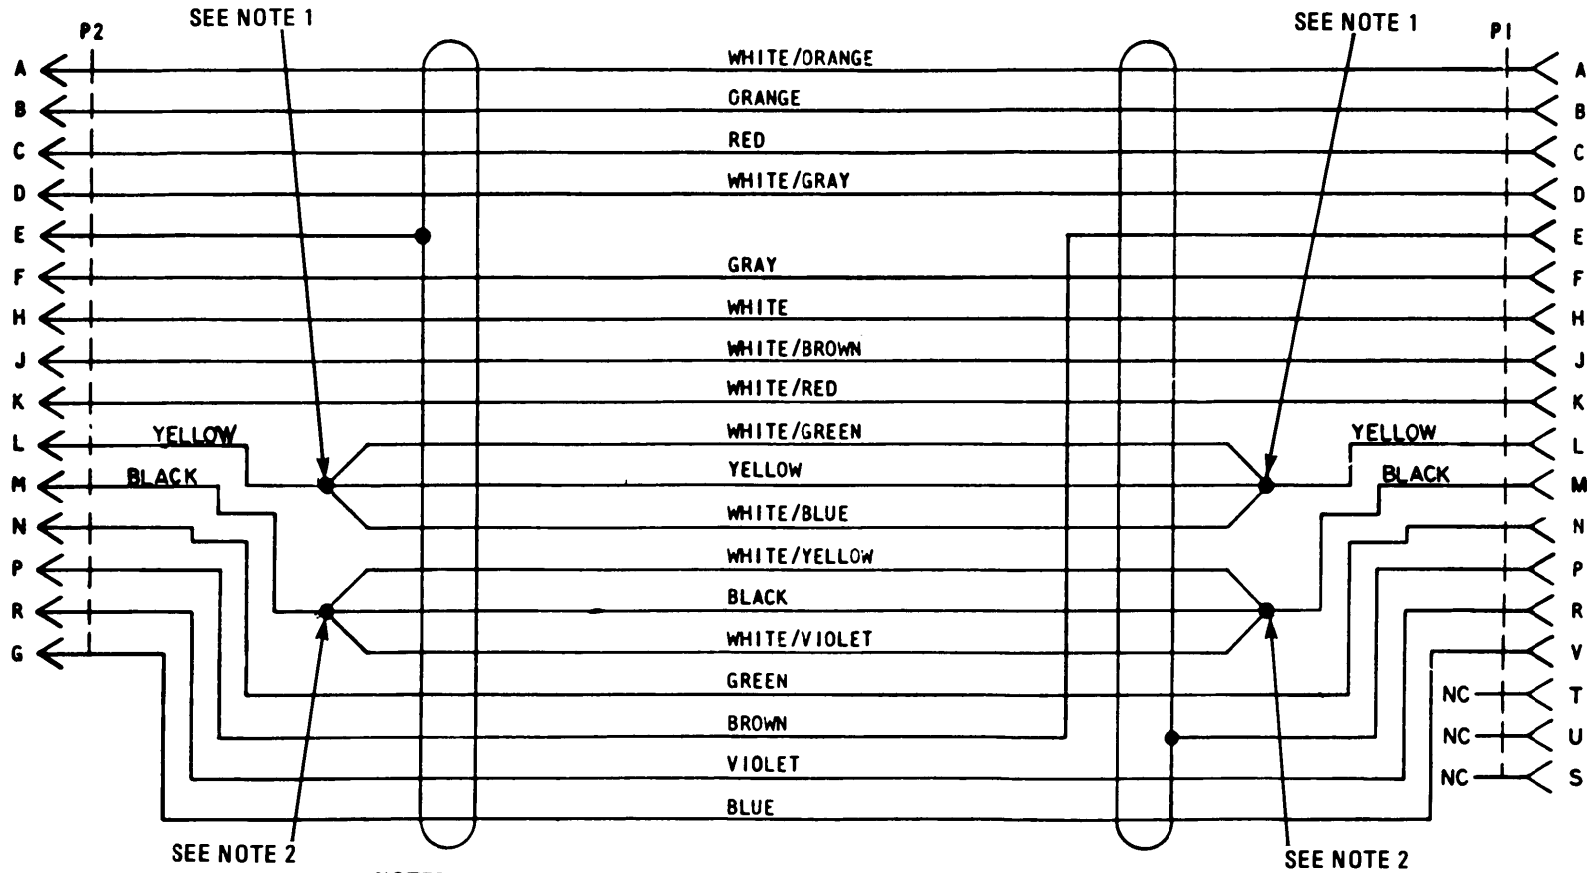 SEE NOTE 1
SEE NOTE 1
P2
P1
A WHITE/ORANGE A
B ORANGE B
C RED C
D WHITE/GRAY D
E E
F GRAY F
H WHITE H
J WHITE/BROWN J
K WHITE/RED K
L YELLOW WHITE/GREEN YELLOW L
YELLOW
M BLACK BLACK M
N WHITE/BLUE N
P WHITE/YELLOW P
R BLACK R
G WHITE/VIOLET V
GREEN NC T
BROWN NC U
VIOLET NC S
BLUE
SEE NOTE 2
SEE NOTE 2